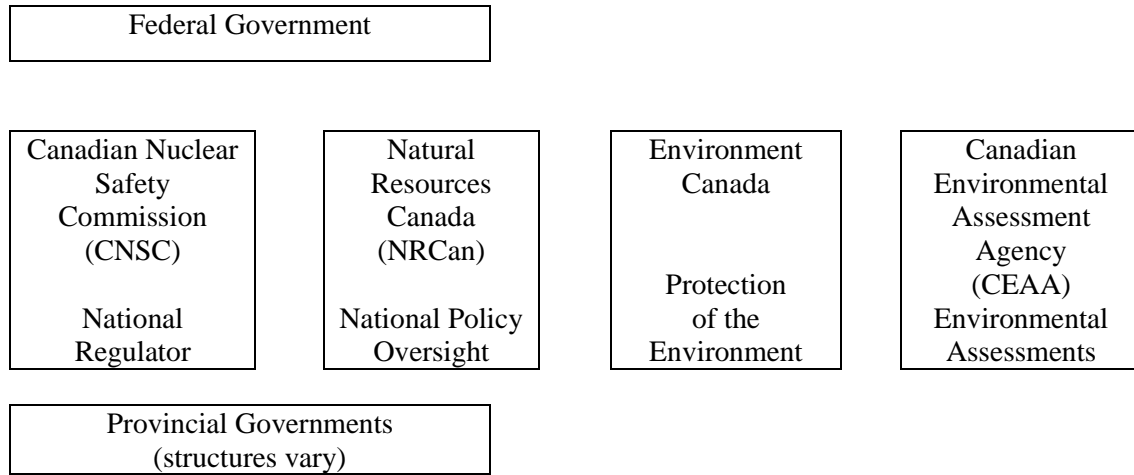 Federal Government
Canadian Nuclear
Safety
Commission
(CNSC)
National
Regulator
Natural
Resources
Canada
(NRCan)
National Policy
Oversight
Environment
Canada
Protection
of the
Environment
Canadian
Environmental
Assessment
Agency
(CEAA)
Environmental
Assessments
Provincial Governments
(structures vary)